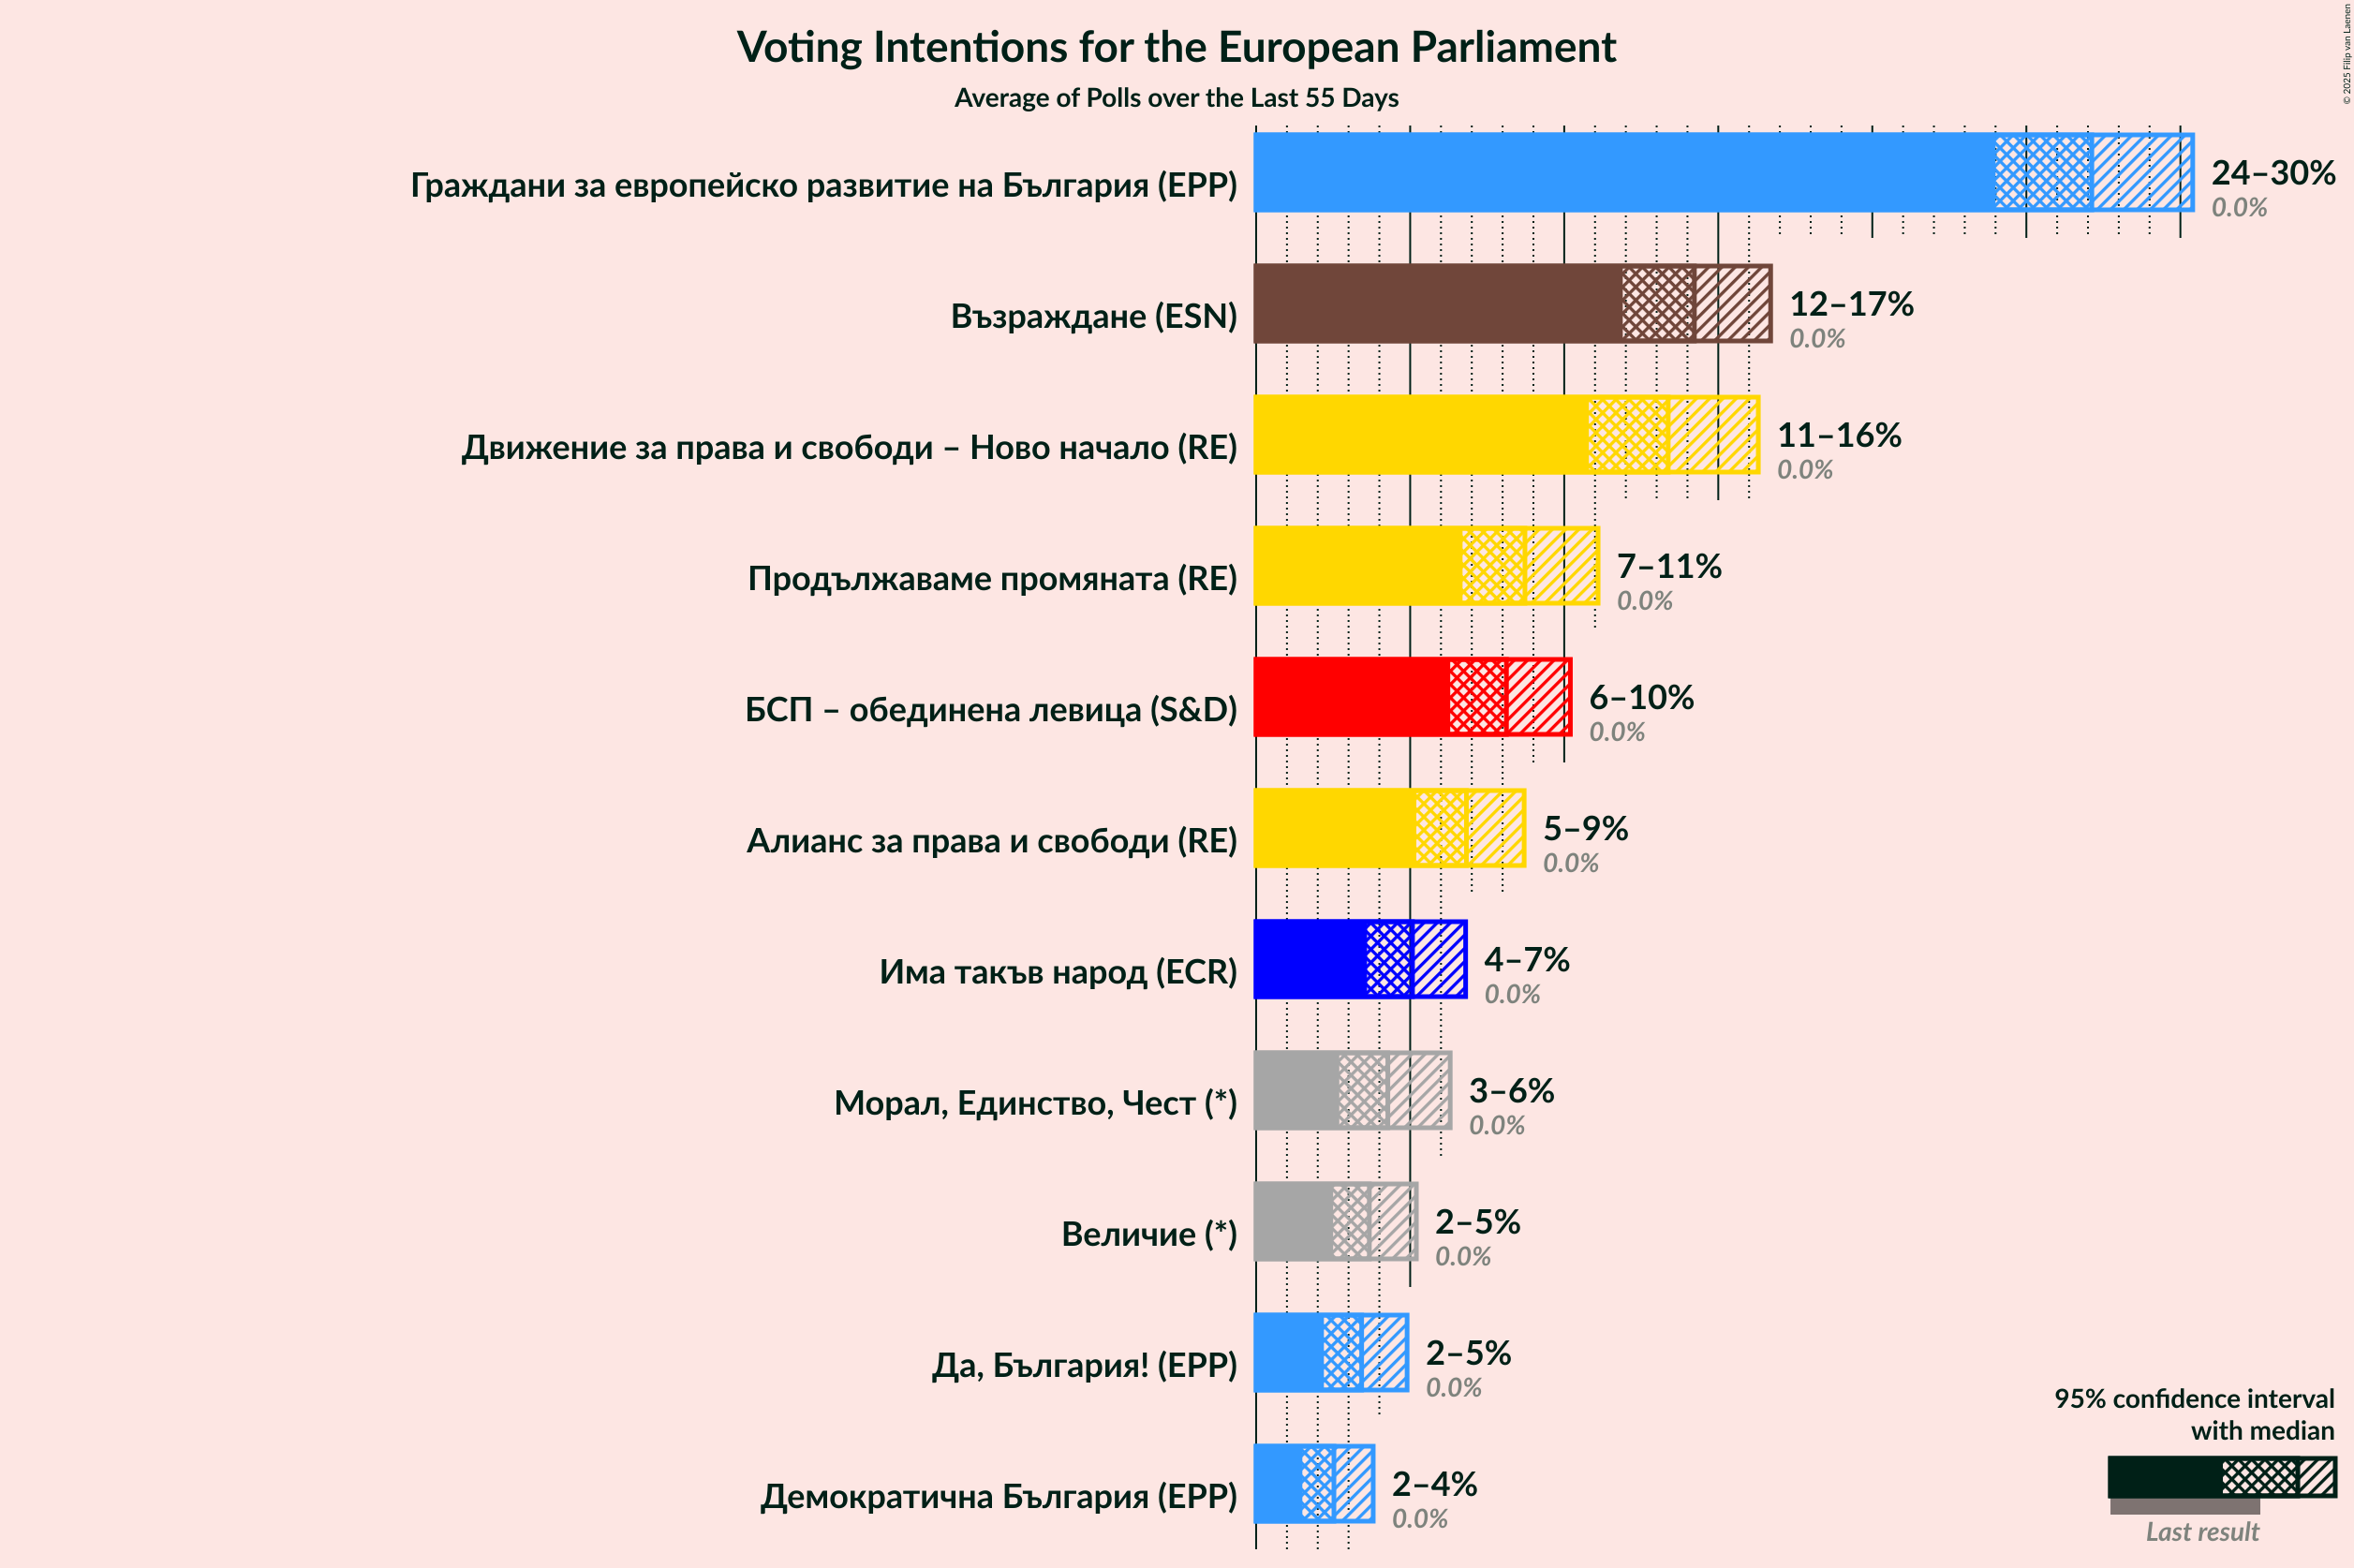 © 2025 Filip van Laenen
Voting Intentions for the European Parliament
Average of Polls over the Last 55 Days
Граждани за европейско развитие на България (EPP)
24–30%
0.0%
Възраждане (ESN)
12–17%
0.0%
Движение за права и свободи – Ново начало (RE)
11–16%
0.0%
Продължаваме промяната (RE)
7–11%
0.0%
БСП – обединена левица (S&D)
6–10%
0.0%
Алианс за права и свободи (RE)
5–9%
0.0%
Има такъв народ (ECR)
4–7%
0.0%
Морал, Единство, Чест (*)
3–6%
0.0%
Величие (*)
2–5%
0.0%
Да, България! (EPP)
2–5%
0.0%
Демократична България (EPP)
2–4%
0.0%
95% confidence interval
with median
Last result